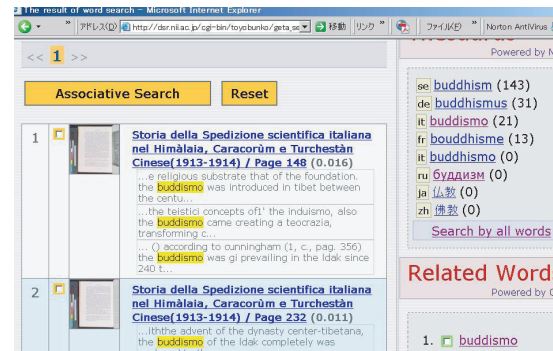 The result of word search - Microsoft Internet Explorer
アドレス(D) http://dsr.nii.ac.jp/cgi-bin/toyobunko/geta_se 移動 リンク » ファイル(F) » Norton AntiVirus
<< 1 >>
Associative Search Reset
1
Storia della Spedizione scientifica italiana
nel Himàlaia, Caracorùm e Turchestàn
Cinese(1913-1914) / Page 148 (0.016)
...e religious substrate that of the foundation.
the buddismo was introduced in tibet between
the centu...
...the teistici concepts of1' the induismo, also
the buddismo came creating a teocrazia,
transforming c...
... () according to cunningham (1, c., pag. 356)
the buddismo was gi prevailing in the Idak since
240 t...
2
Storia della Spedizione scientifica italiana
nel Himàlaia, Caracorùm e Turchestàn
Cinese(1913-1914) / Page 232 (0.011)
...iththe advent of the dynasty center-tibetana,
the buddismo of the Idak completely was
Powered by
se buddhism (143)
de buddhismus (31)
it buddismo (21)
fr bouddhisme (13)
it buddhismo (0)
ru буддизм (0)
ja 仏教 (0)
zh 佛教 (0)
Search by all words
Related Word
Powered by
1. buddismo